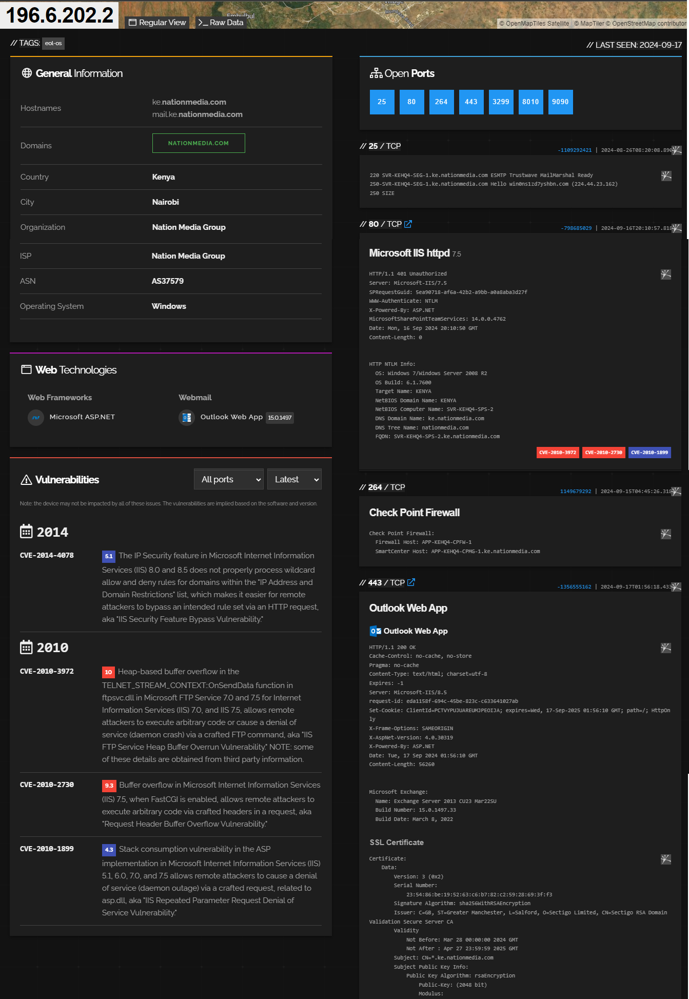 196.6.202.2
Embulbul
Village
Mombasa Road
Regular View
Raw Data
© OpenMapTiles Satellite © MapTiler © OpenStreetMap contributor
// TAGS: eol-os
// LAST SEEN: 2024-09-17
General Information
Hostnames
ke.nationmedia.com
mail.ke.nationmedia.com
Domains
NATIONMEDIA.COM
Country Kenya
City Nairobi
Organization Nation Media Group
ISP Nation Media Group
ASN AS37579
Operating System Windows
Web Technologies
Web Frameworks
Microsoft ASP.NET
Webmail
Outlook Web App 15.0.1497
Vulnerabilities
All ports
Latest
Note: the device may not be impacted by all of these issues. The vulnerabilities are implied based on the software and version.
2014
CVE-2014-4078
5.1 The IP Security feature in Microsoft Internet Information
Services (IIS) 8.0 and 8.5 does not properly process wildcard
allow and deny rules for domains within the "IP Address and
Domain Restrictions" list, which makes it easier for remote
attackers to bypass an intended rule set via an HTTP request,
aka "IIS Security Feature Bypass Vulnerability."
2010
CVE-2010-3972
10 Heap-based buffer overflow in the
TELNET_STREAM_CONTEXT::OnSendData function in
ftpsvc.dll in Microsoft FTP Service 7.0 and 7.5 for Internet
Information Services (IIS) 7.0, and IIS 7.5, allows remote
attackers to execute arbitrary code or cause a denial of
service (daemon crash) via a crafted FTP command, aka "IIS
FTP Service Heap Buffer Overrun Vulnerability." NOTE: some
of these details are obtained from third party information.
CVE-2010-2730
9.3 Buffer overflow in Microsoft Internet Information Services
(IIS) 7.5, when FastCGI is enabled, allows remote attackers to
execute arbitrary code via crafted headers in a request, aka
"Request Header Buffer Overflow Vulnerability."
CVE-2010-1899
4.3 Stack consumption vulnerability in the ASP
implementation in Microsoft Internet Information Services (IIS)
5.1, 6.0, 7.0, and 7.5 allows remote attackers to cause a denial
of service (daemon outage) via a crafted request, related to
asp.dll, aka "IIS Repeated Parameter Request Denial of
Service Vulnerability."
Open Ports
25 80 264 443 3299 8010 9090
// 25 / TCP
-1109292421 | 2024-08-26T08:20:08.890
220 SVR-KEHQ4-SEG-1.ke.nationmedia.com ESMTP Trustwave MailMarshal Ready
250-SVR-KEHQ4-SEG-1.ke.nationmedia.com Hello win0ns1zd7yshbn.com (224.44.23.162)
250 SIZE
// 80 / TCP
-798685029 | 2024-09-16T20:10:57.818
Microsoft IIS httpd 7.5
HTTP/1.1 401 Unauthorized
Server: Microsoft-IIS/7.5
SPRequestGuid: 5ea90718-af6a-42b2-a9bb-a0a8aba3d27f
WWW-Authenticate: NTLM
X-Powered-By: ASP.NET
MicrosoftSharePointTeamServices: 14.0.0.4762
Date: Mon, 16 Sep 2024 20:10:50 GMT
Content-Length: 0
HTTP NTLM Info:
OS: Windows 7/Windows Server 2008 R2
OS Build: 6.1.7600
Target Name: KENYA
NetBIOS Domain Name: KENYA
NetBIOS Computer Name: SVR-KEHQ4-SPS-2
DNS Domain Name: ke.nationmedia.com
DNS Tree Name: nationmedia.com
FQDN: SVR-KEHQ4-SPS-2.ke.nationmedia.com
CVE-2010-3972 CVE-2010-2730 CVE-2010-1899
// 264 / TCP
1149679292 | 2024-09-15T04:45:26.318
Check Point Firewall
Check Point Firewall:
Firewall Host: APP-KEHQ4-CPFW-1
SmartCenter Host: APP-KEHQ4-CPMG-1.ke.nationmedia.com
// 443 / TCP
-1356555162 | 2024-09-17T01:56:18.433
Outlook Web App
Outlook Web App
HTTP/1.1 200 OK
Cache-Control: no-cache, no-store
Pragma: no-cache
Content-Type: text/html; charset=utf-8
Expires: -1
Server: Microsoft-IIS/8.5
request-id: eda1158f-694c-45be-823c-c633641027ab
Set-Cookie: ClientId=PCTVYPUJUAREUMJPEOIJA; expires=Wed, 17-Sep-2025 01:56:10 GMT; path=/; HttpOn
ly
X-Frame-Options: SAMEORIGIN
X-AspNet-Version: 4.0.30319
X-Powered-By: ASP.NET
Date: Tue, 17 Sep 2024 01:56:10 GMT
Content-Length: 56260
Microsoft Exchange:
Name: Exchange Server 2013 CU23 Mar22SU
Build Number: 15.0.1497.33
Build Date: March 8, 2022
SSL Certificate
Certificate:
Data:
Version: 3 (0x2)
Serial Number:
23:54:86:be:19:52:63:c6:b7:82:c2:59:28:69:3f:f3
Signature Algorithm: sha256WithRSAEncryption
Issuer: C=GB, ST=Greater Manchester, L=Salford, O=Sectigo Limited, CN=Sectigo RSA Domain
Validation Secure Server CA
Validity
Not Before: Mar 28 00:00:00 2024 GMT
Not After : Apr 27 23:59:59 2025 GMT
Subject: CN=*.ke.nationmedia.com
Subject Public Key Info:
Public Key Algorithm: rsaEncryption
Public-Key: (2048 bit)
Modulus: